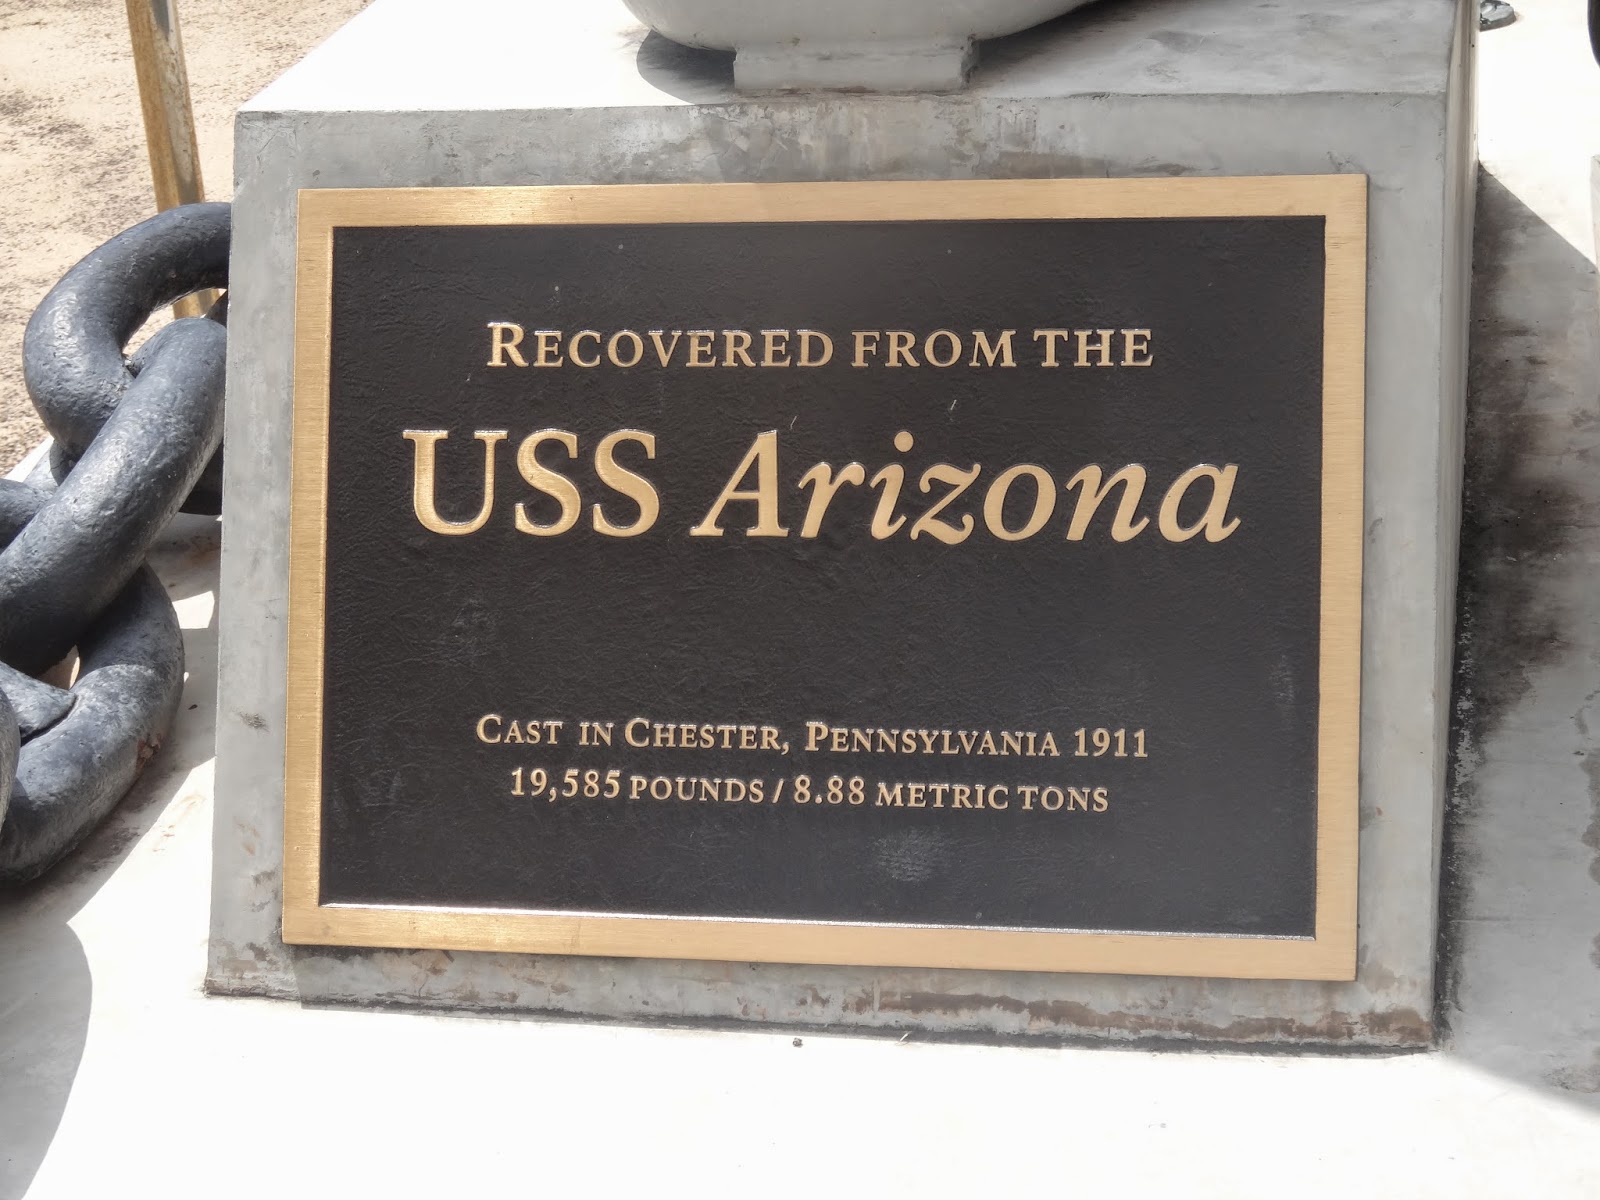 Recovered from the
USS Arizona
Cast in Chester, Pennsylvania 1911
19,585 pounds / 8.88 metric tons